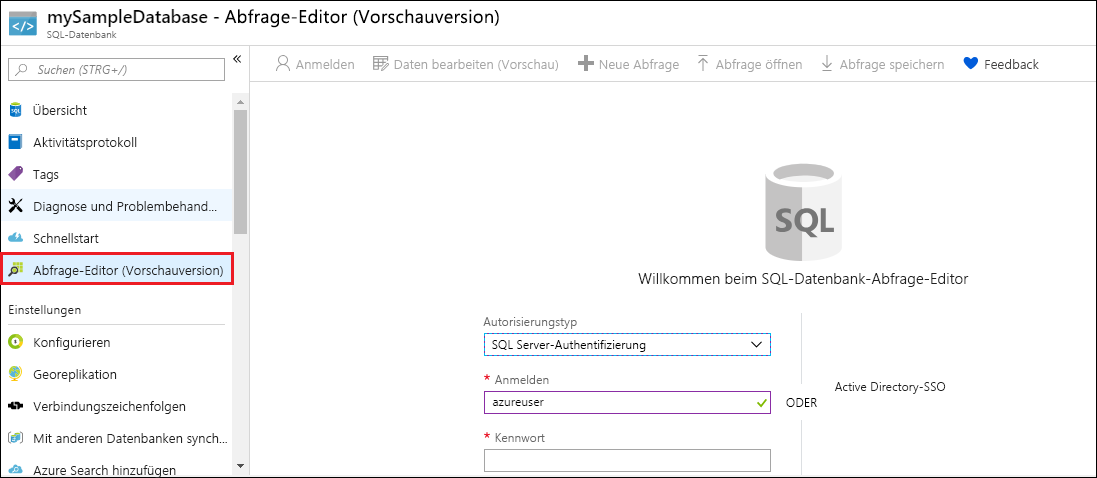 mySampleDatabase - Abfrage-Editor (Vorschauversion)
SQL-Datenbank
Suchen (STRG+/)
Anmelden
Daten bearbeiten (Vorschau)
Neue Abfrage
Abfrage öffnen
Abfrage speichern
Feedback
SQL
Übersicht
Aktivitätsprotokoll
Tags
Diagnose und Problembehand...
Schnellstart
Abfrage-Editor (Vorschauversion)
Einstellungen
Konfigurieren
Georeplikation
Verbindungszeichenfolgen
Mit anderen Datenbanken synch...
Azure Search hinzufügen
SQL
Willkommen beim SQL-Datenbank-Abfrage-Editor
Autorisierungstyp
SQL Server-Authentifizierung
* Anmelden
azureuser
* Kennwort
ODER
Active Directory-SSO